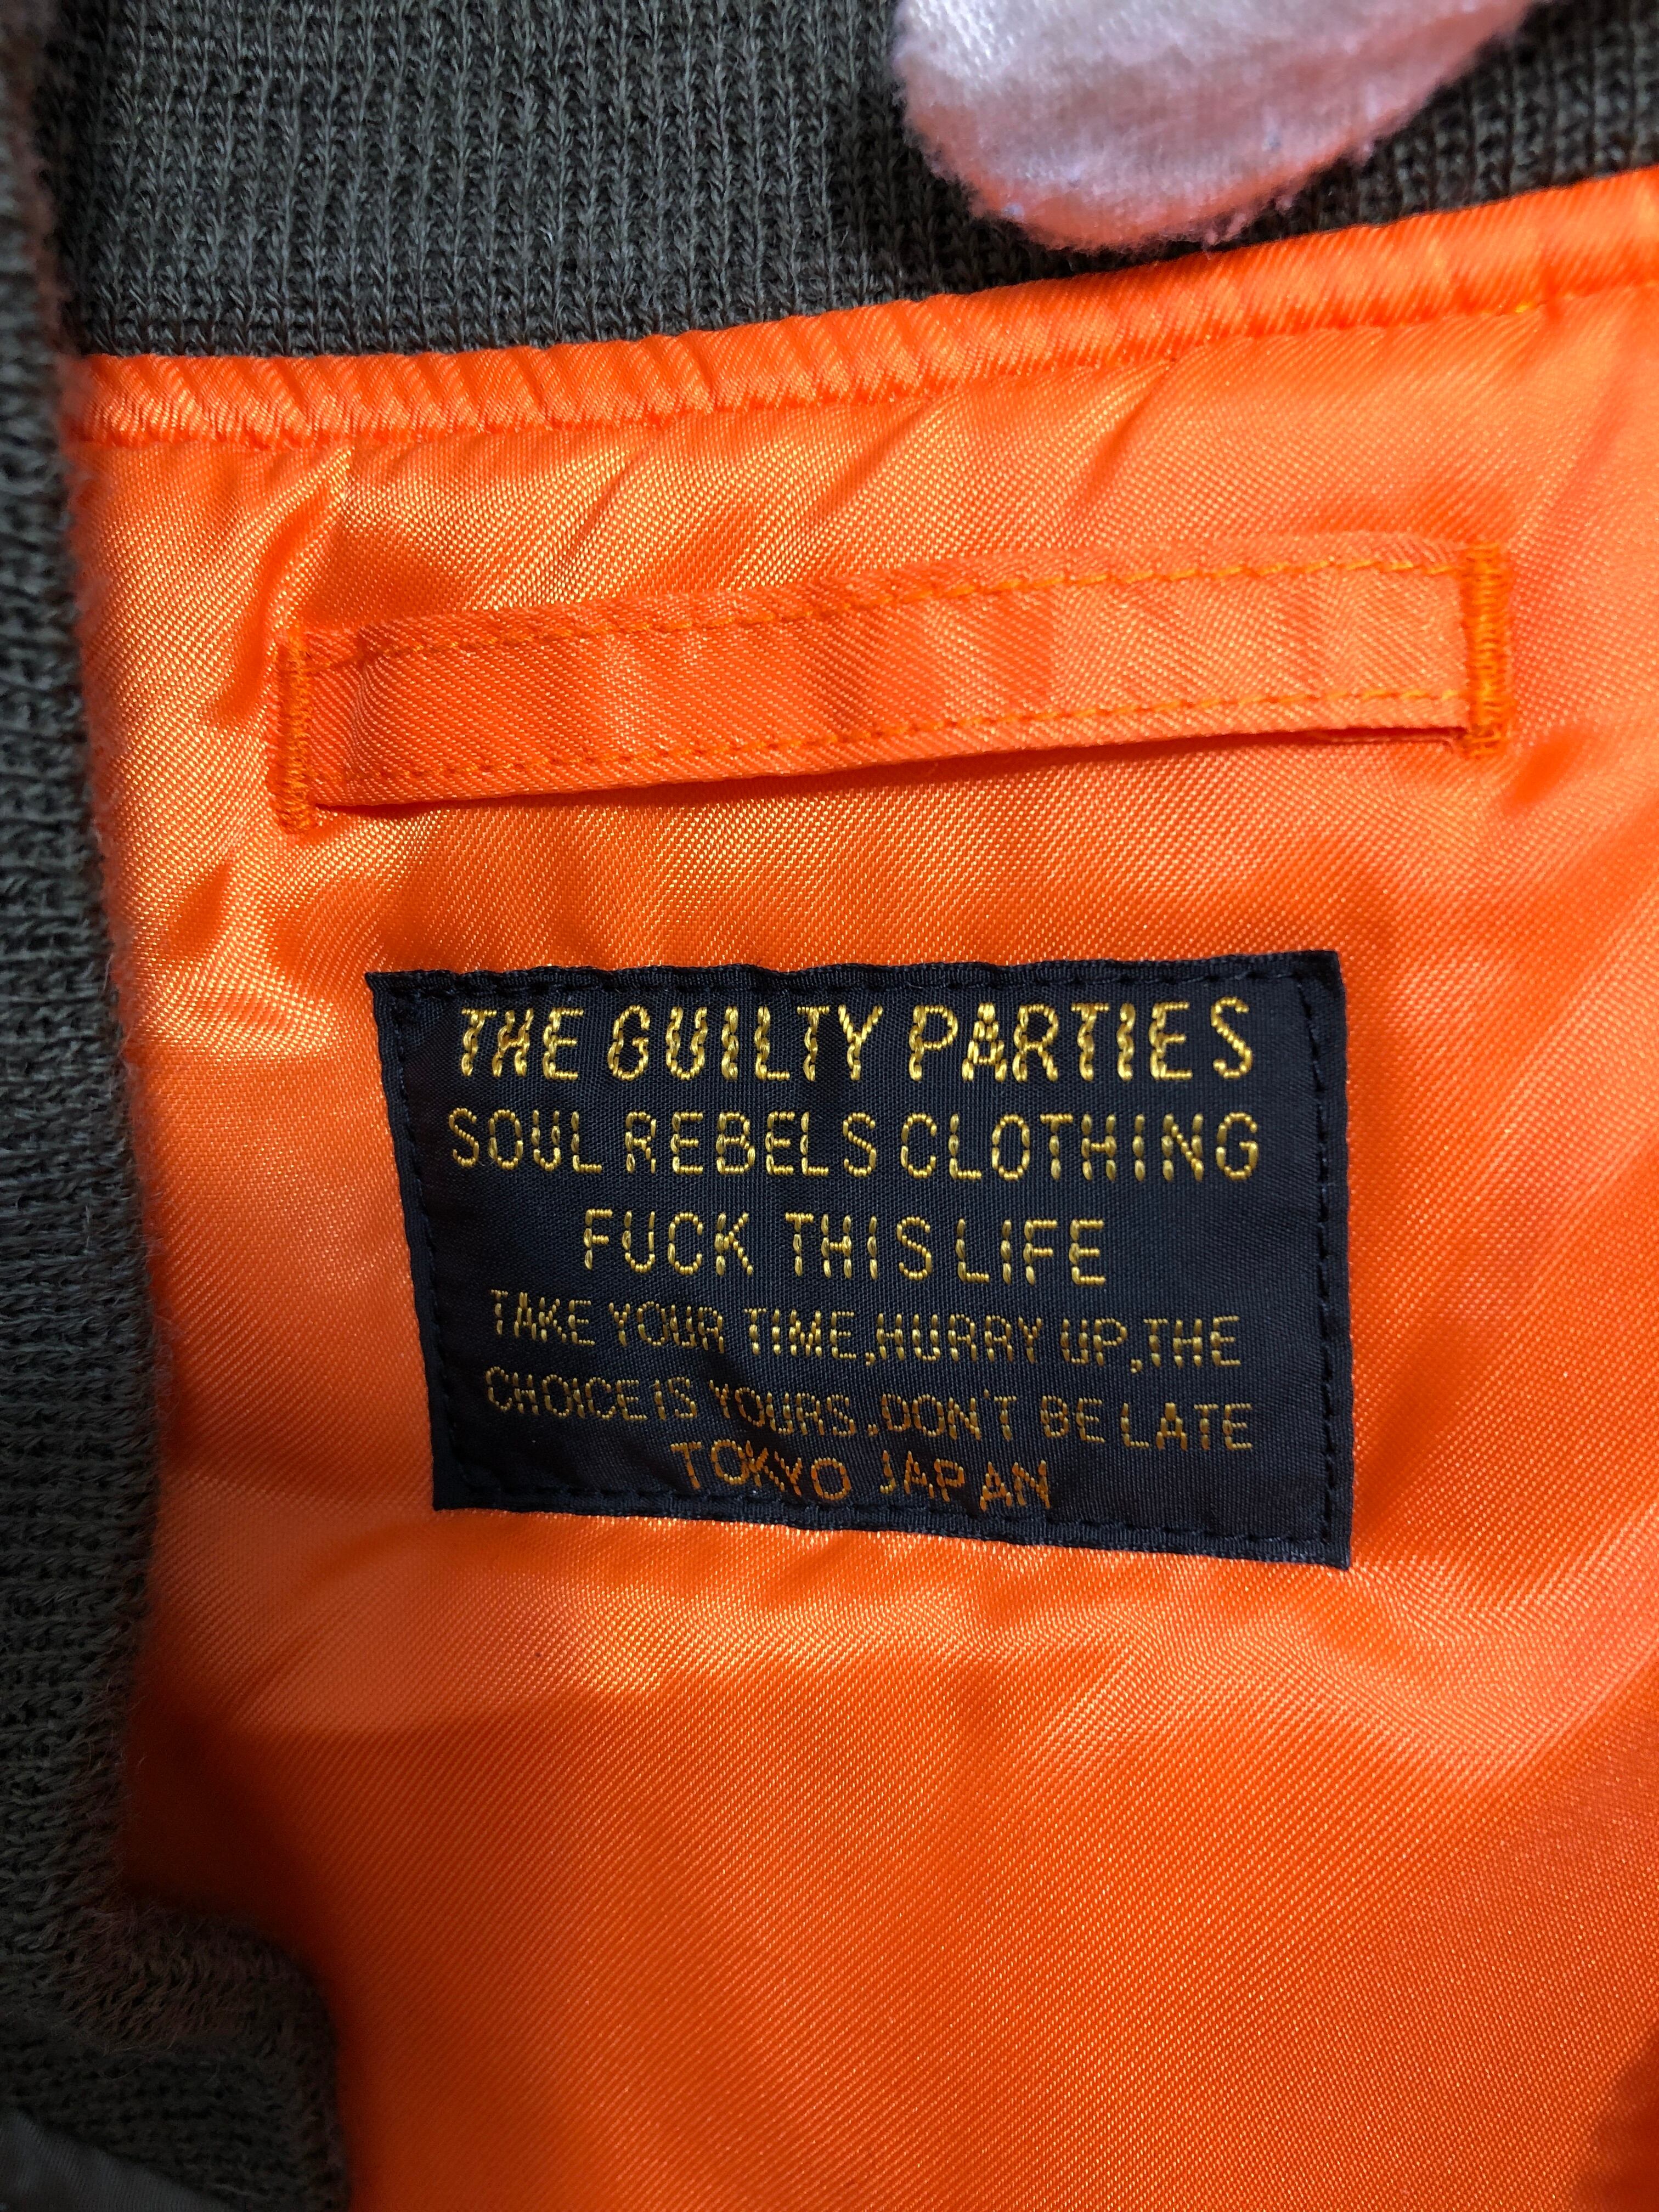 THE GUILTY PARTIES
SOUL REBELS CLOTHING
FUCK THIS LIFE
TAKE YOUR TIME,HURRY UP,THE
CHOICE IS YOURS.DON'T BE LATE
TOKYO JAPAN